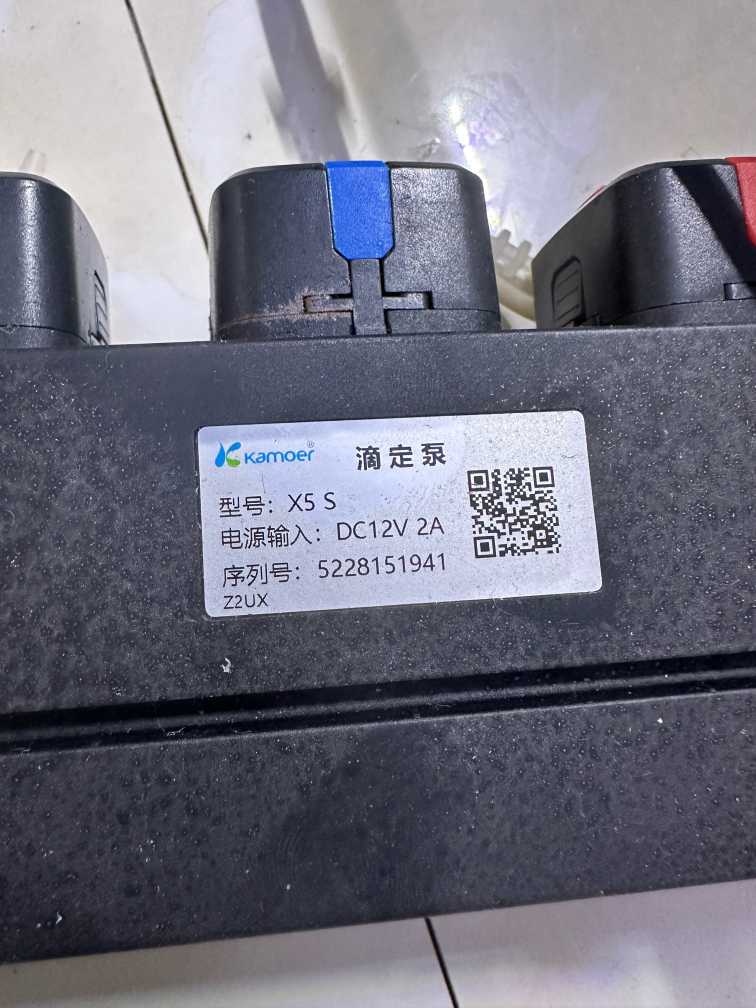 Kamoer® 滴定泵
型号：X5 S
电源输入：DC12V 2A
序列号：5228151941
Z2UX